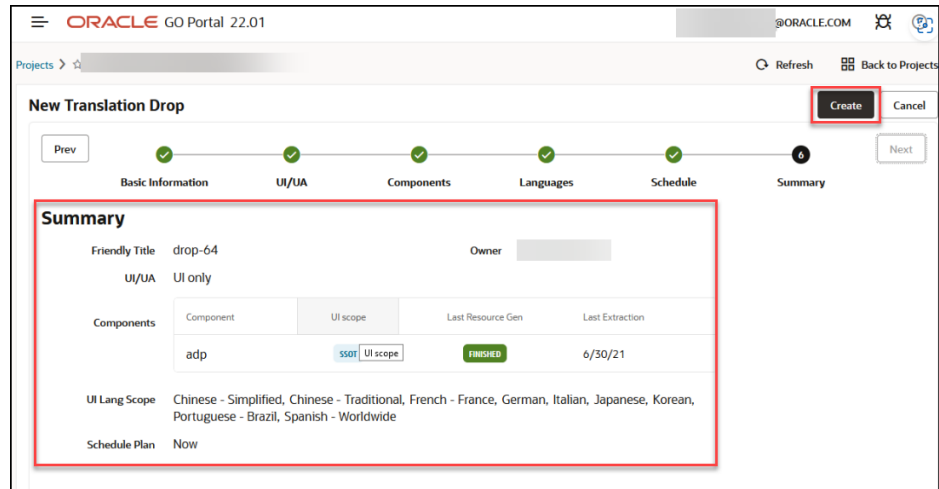 ORACLE GO Portal 22.01
@ORACLE.COM
Projects >
Refresh
Back to Projects
New Translation Drop
Create
Cancel
Prev
6
Next
Basic Information
UI/UA
Components
Languages
Schedule
Summary
Summary
Friendly Title drop-64
Owner
UI/UA UI only
Components
Component UI scope Last Resource Gen Last Extraction
adp SSOT UI scope FINISHED 6/30/21
UI Lang Scope Chinese - Simplified, Chinese - Traditional, French - France, German, Italian, Japanese, Korean,
Portuguese - Brazil, Spanish - Worldwide
Schedule Plan Now